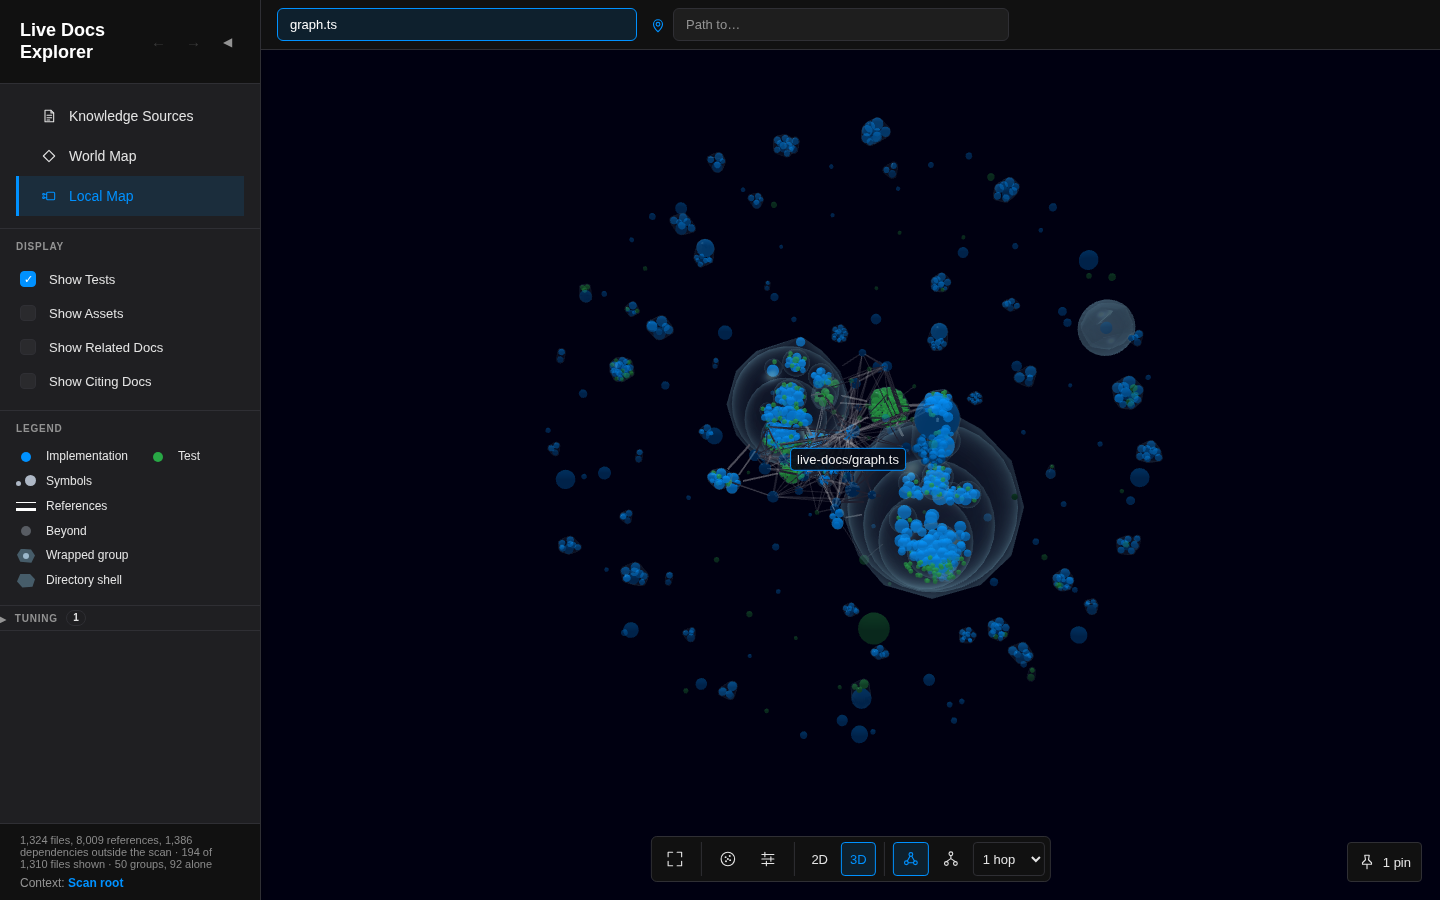 Live Docs
Explorer
← → ◀
graph.ts
Path to…
Knowledge Sources
World Map
Local Map
DISPLAY
Show Tests
Show Assets
Show Related Docs
Show Citing Docs
LEGEND
Implementation Test
Symbols
References
Beyond
Wrapped group
Directory shell
TUNING 1
live-docs/graph.ts
1,324 files, 8,009 references, 1,386
dependencies outside the scan · 194 of
1,310 files shown · 50 groups, 92 alone
Context: Scan root
2D 3D 1 hop
1 pin